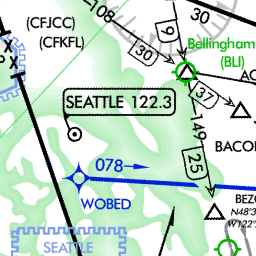 (CFJCC)
(CFKFL)
30
30
9
Bellingham
(BLI)
AC
37
SEATTLE 122.3
149
BACO
25
078→
WOBED
BEZ
N48°3
W122°
SEATTLE